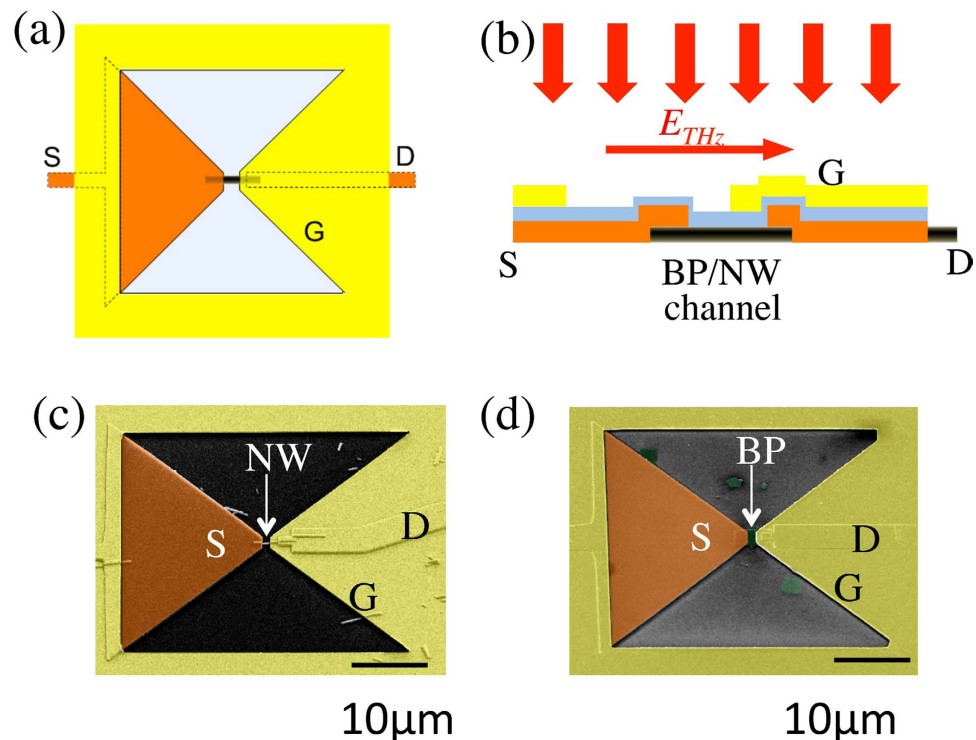 (a)
S
D
G
(b)
E_THz.
G
S
D
BP/NW
channel
(c)
NW
S
D
G
10μm
(d)
BP
S
D
G
10μm